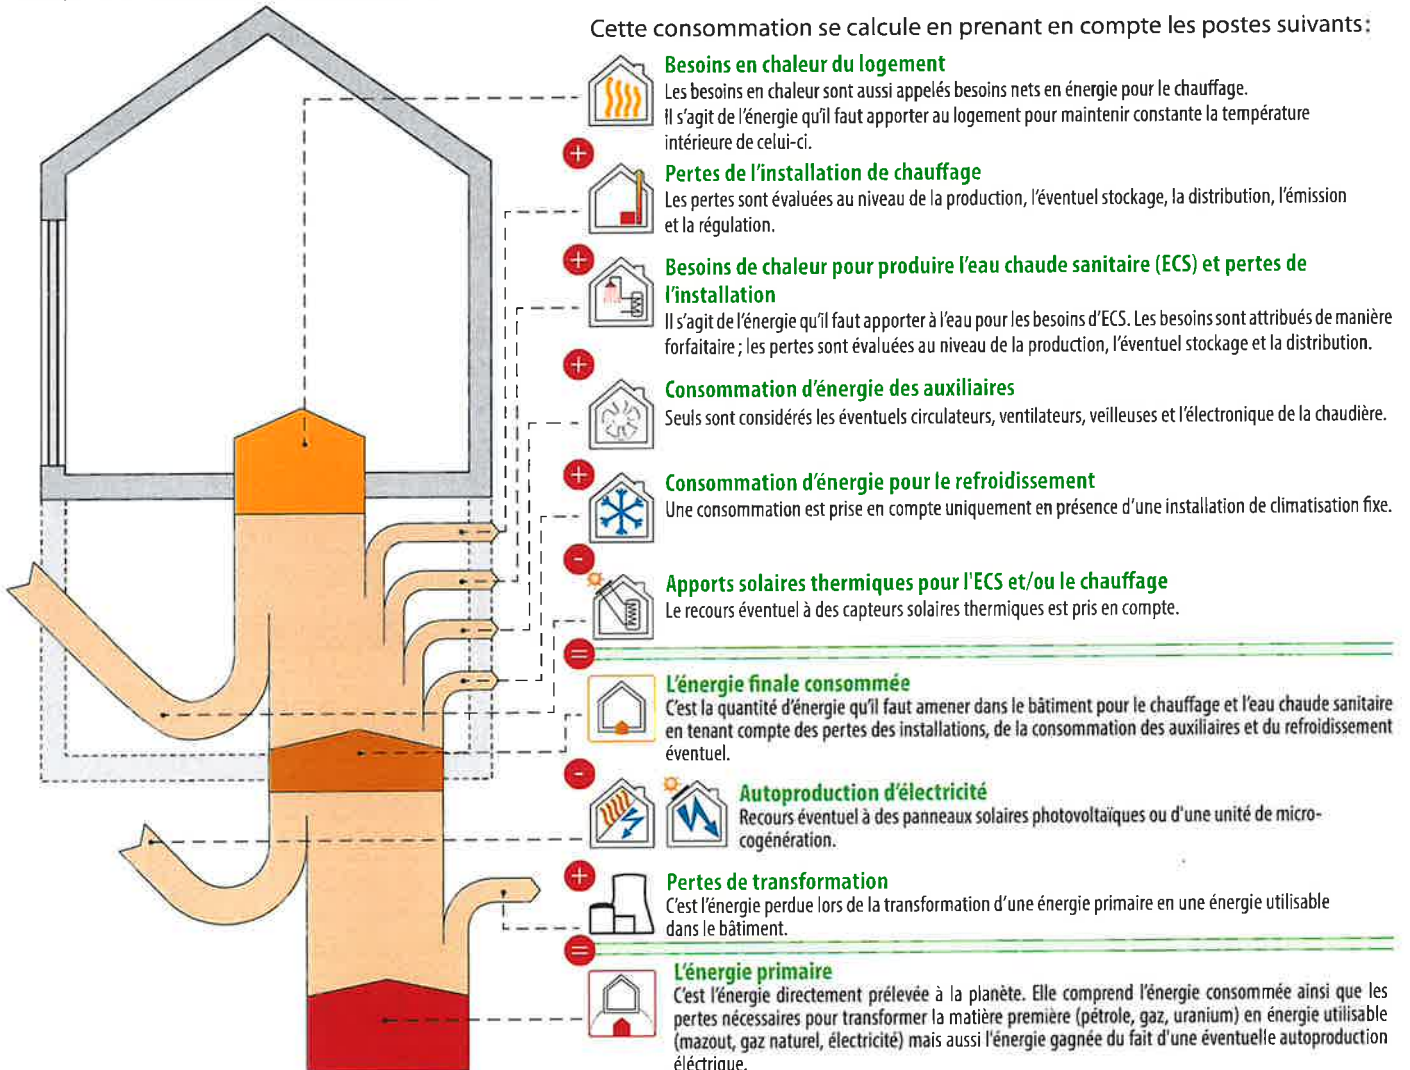 Cette consommation se calcule en prenant en compte les postes suivants :
Besoins en chaleur du logement
Les besoins en chaleur sont aussi appelés besoins nets en énergie pour le chauffage.
Il s'agit de l'énergie qu'il faut apporter au logement pour maintenir constante la température
intérieure de celui-ci.
+
Pertes de l'installation de chauffage
Les pertes sont évaluées au niveau de la production, l'éventuel stockage, la distribution, l'émission
et la régulation.
+
Besoins de chaleur pour produire l'eau chaude sanitaire (ECS) et pertes de
l'installation
Il s'agit de l'énergie qu'il faut apporter à l'eau pour les besoins d'ECS. Les besoins sont attribués de manière
forfaitaire ; les pertes sont évaluées au niveau de la production, l'éventuel stockage et la distribution.
+
Consommation d'énergie des auxiliaires
Seuls sont considérés les éventuels circulateurs, ventilateurs, veilleuses et l'électronique de la chaudière.
+
Consommation d'énergie pour le refroidissement
Une consommation est prise en compte uniquement en présence d'une installation de climatisation fixe.
-
Apports solaires thermiques pour l'ECS et/ou le chauffage
Le recours éventuel à des capteurs solaires thermiques est pris en compte.
=
L'énergie finale consommée
C'est la quantité d'énergie qu'il faut amener dans le bâtiment pour le chauffage et l'eau chaude sanitaire
en tenant compte des pertes des installations, de la consommation des auxiliaires et du refroidissement
éventuel.
-
Autoproduction d'électricité
Recours éventuel à des panneaux solaires photovoltaïques ou d'une unité de micro-
cogénération.
+
Pertes de transformation
C'est l'énergie perdue lors de la transformation d'une énergie primaire en une énergie utilisable
dans le bâtiment.
=
L'énergie primaire
C'est l'énergie directement prélevée à la planète. Elle comprend l'énergie consommée ainsi que les
pertes nécessaires pour transformer la matière première (pétrole, gaz, uranium) en énergie utilisable
(mazout, gaz naturel, électricité) mais aussi l'énergie gagnée du fait d'une éventuelle autoproduction
éléctrique.